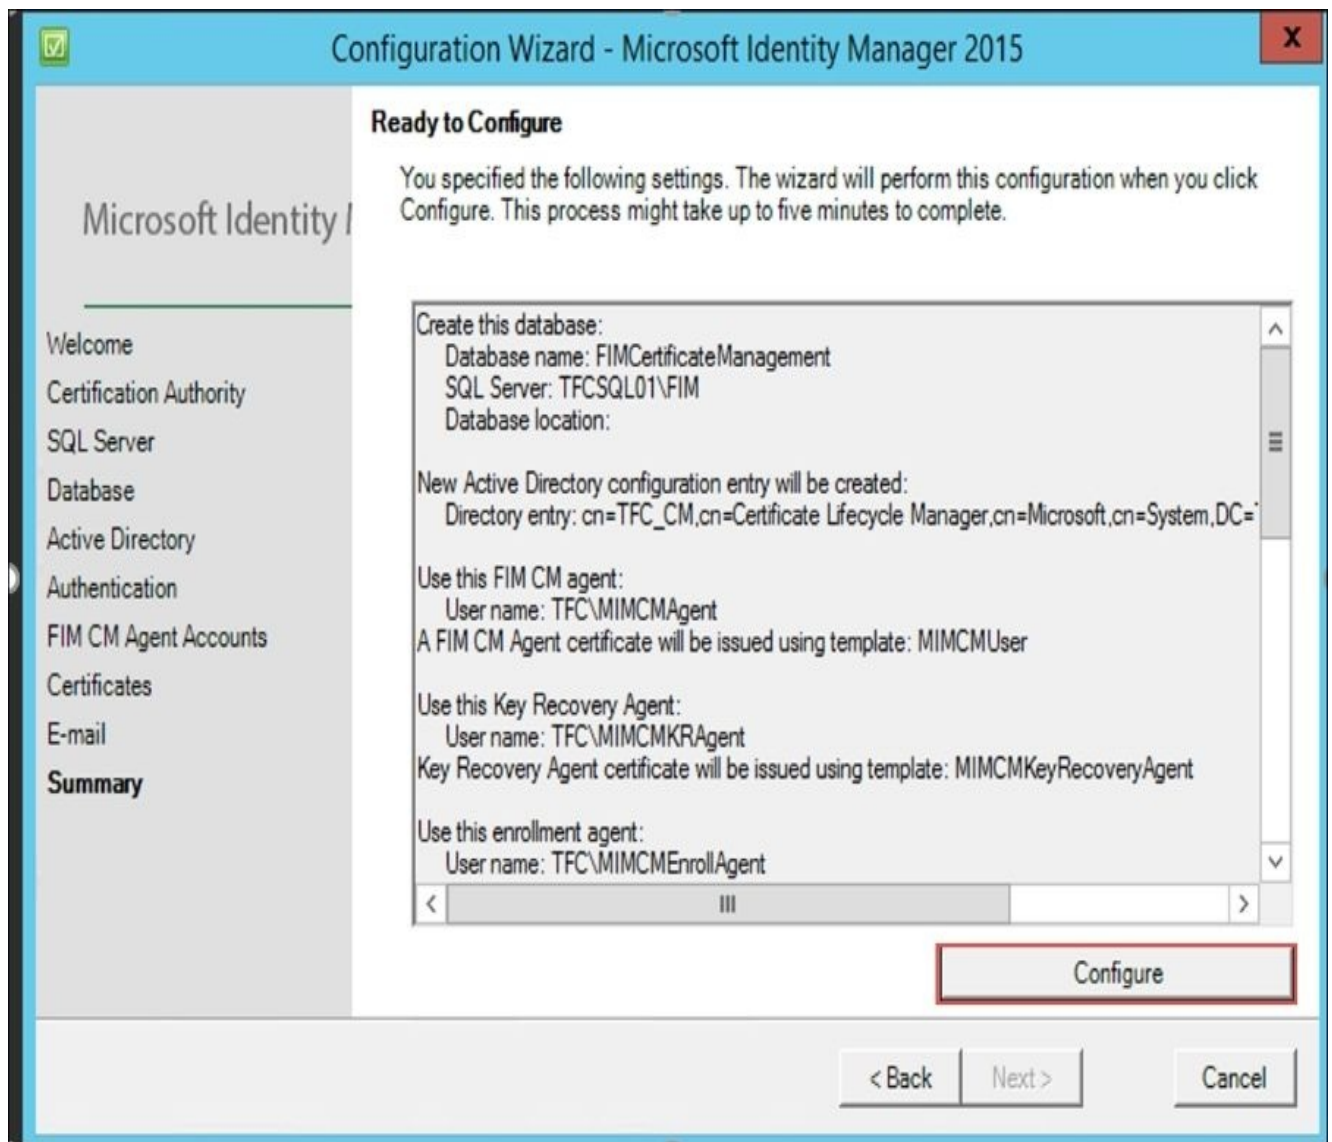 Configuration Wizard - Microsoft Identity Manager 2015
X
Microsoft Identity
Welcome
Certification Authority
SQL Server
Database
Active Directory
Authentication
FIM CM Agent Accounts
Certificates
E-mail
Summary
Ready to Configure
You specified the following settings. The wizard will perform this configuration when you click
Configure. This process might take up to five minutes to complete.
Create this database:
Database name: FIMCertificateManagement
SQL Server: TFCSQL01\FIM
Database location:
New Active Directory configuration entry will be created:
Directory entry: cn=TFC_CM,cn=Certificate Lifecycle Manager,cn=Microsoft,cn=System,DC=
Use this FIM CM agent:
User name: TFC\MIMCMAgent
A FIM CM Agent certificate will be issued using template: MIMCMUser
Use this Key Recovery Agent:
User name: TFC\MIMCMKRAgent
Key Recovery Agent certificate will be issued using template: MIMCMKeyRecoveryAgent
Use this enrollment agent:
User name: TFC\MIMCMEnrollAgent
Configure
< Back
Next >
Cancel